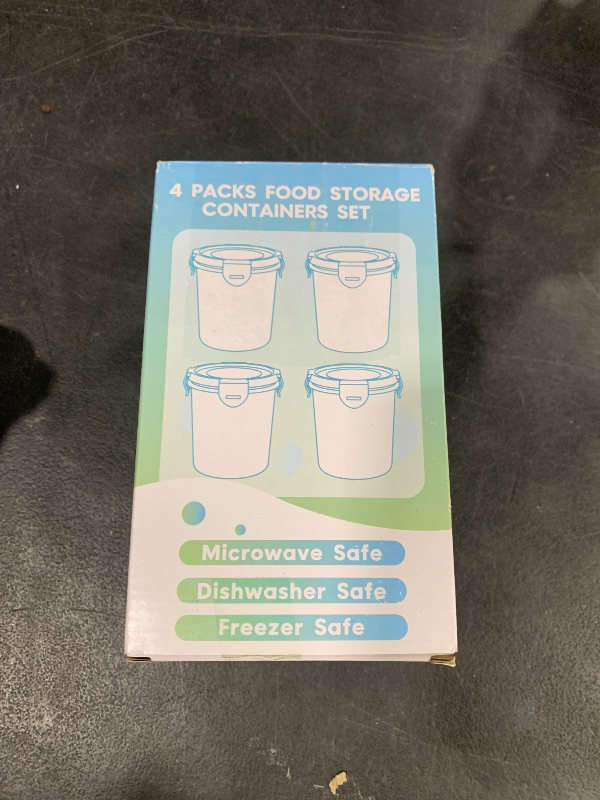 4 PACKS FOOD STORAGE
CONTAINERS SET
Microwave Safe
Dishwasher Safe
Freezer Safe